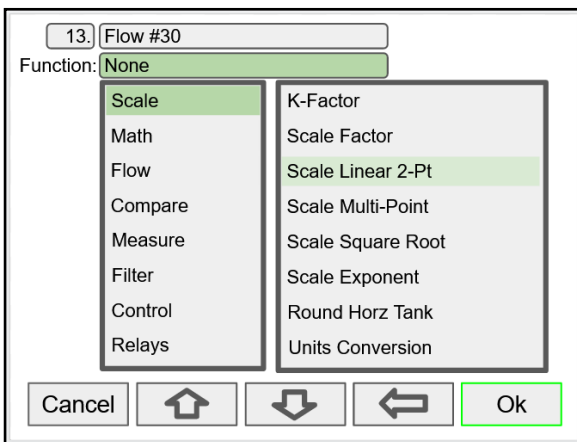 13. Flow #30
Function: None
Scale
Math
Flow
Compare
Measure
Filter
Control
Relays
K-Factor
Scale Factor
Scale Linear 2-Pt
Scale Multi-Point
Scale Square Root
Scale Exponent
Round Horz Tank
Units Conversion
Cancel Ok